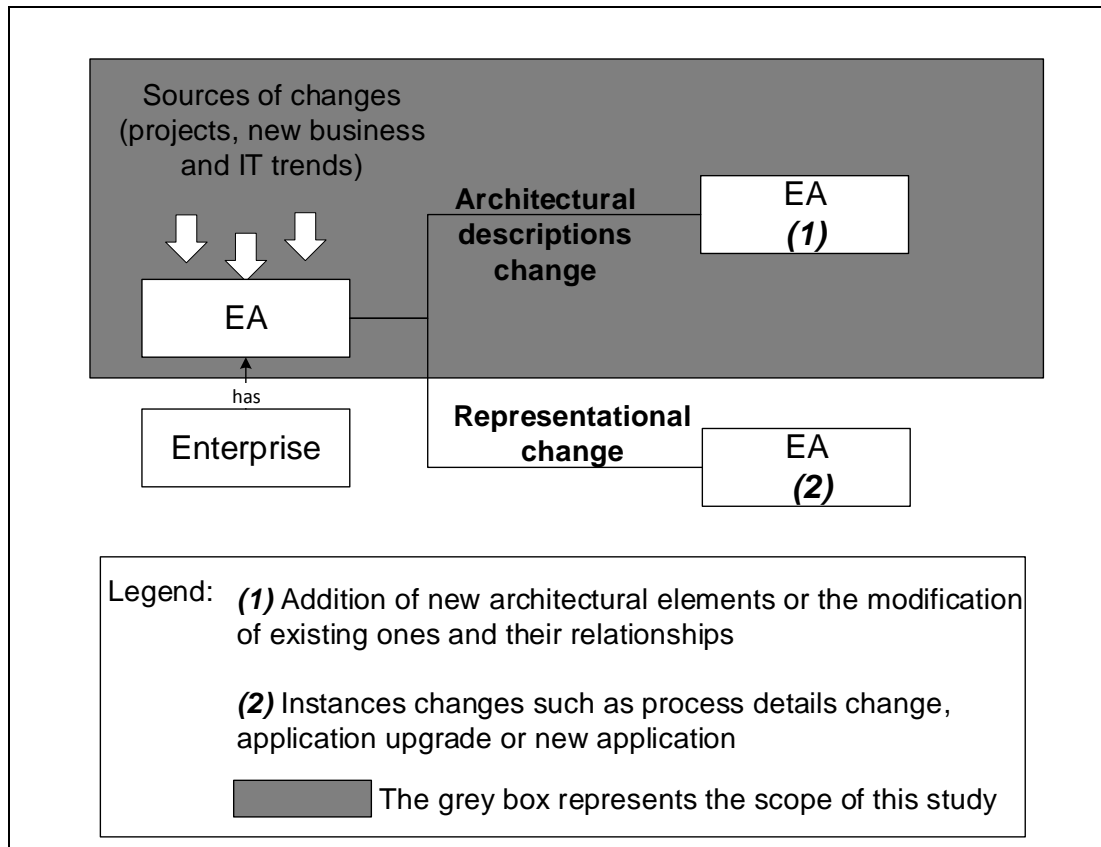 Sources of changes
(projects, new business
and IT trends)
Architectural
descriptions
change
EA
(1)
EA
has
Enterprise
Representational
change
EA
(2)
Legend:
(1) Addition of new architectural elements or the modification
of existing ones and their relationships
(2) Instances changes such as process details change,
application upgrade or new application
The grey box represents the scope of this study